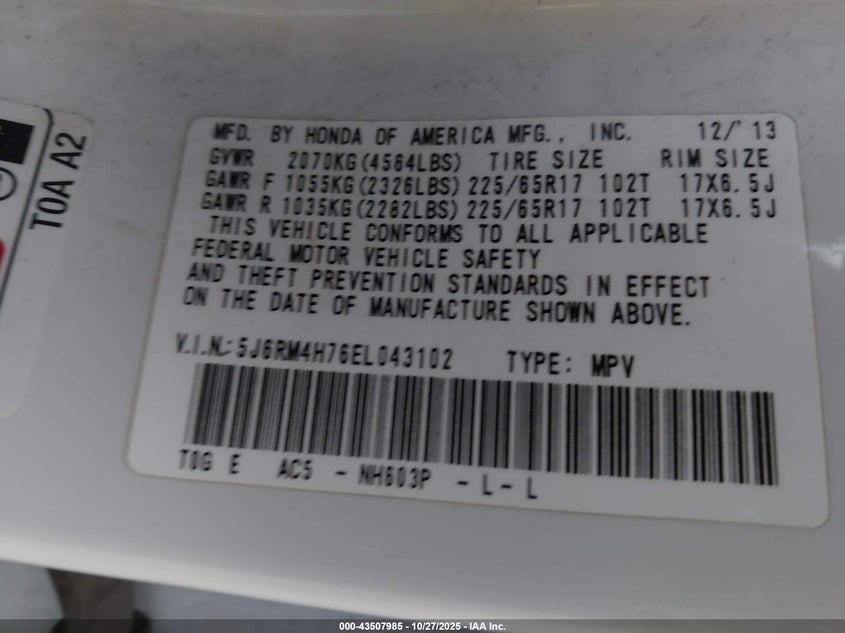 MFD. BY HONDA OF AMERICA MFG., INC. 12/'13
GVWR 2070KG(4564LBS) TIRE SIZE RIM SIZE
GAWR F 1055KG(2326LBS) 225/65R17 102T 17X6.5J
GAWR R 1035KG(2282LBS) 225/65R17 102T 17X6.5J
THIS VEHICLE CONFORMS TO ALL APPLICABLE
FEDERAL MOTOR VEHICLE SAFETY
AND THEFT PREVENTION STANDARDS IN EFFECT
ON THE DATE OF MANUFACTURE SHOWN ABOVE.
V.I.N.: 5J6RM4H76EL043102 TYPE: MPV
T0G E AC5 - NH603P - L - L
T0A A2
000-43507985 - 10/27/2025 - IAA Inc.